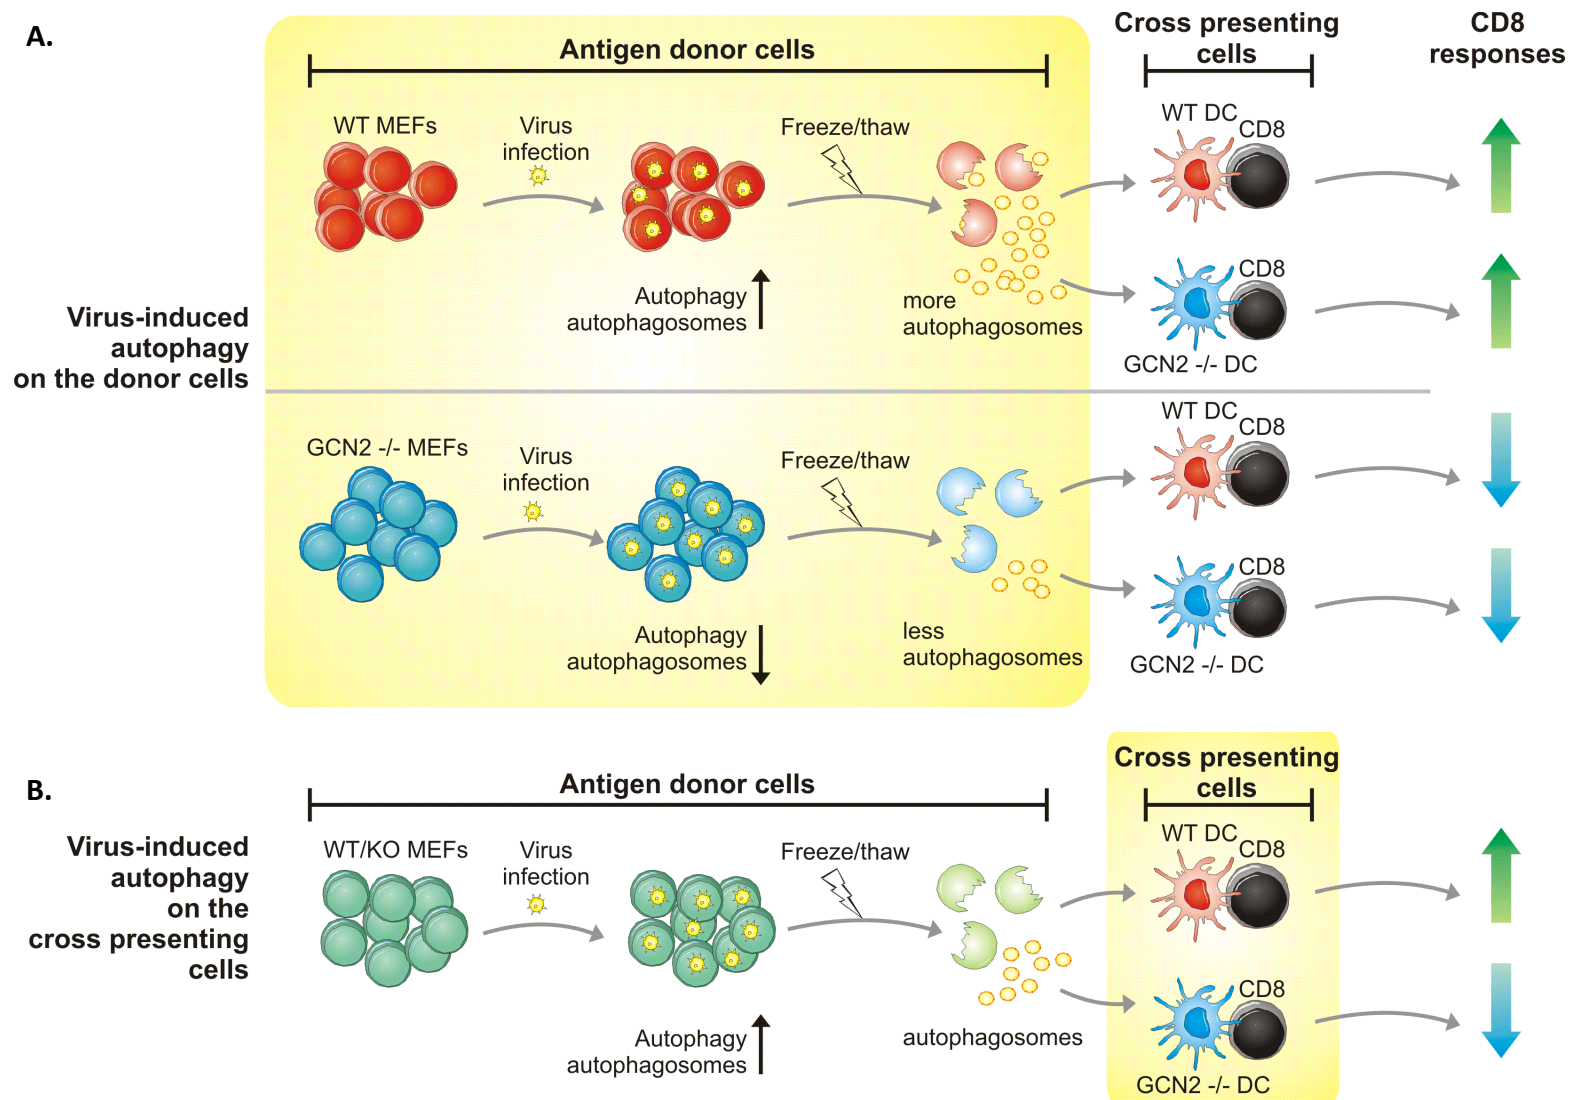 A.
Antigen donor cells
Cross presenting
cells
CD8
responses
WT MEFs
Virus
infection
Freeze/thaw
WT DC
CD8
Autophagy
autophagosomes
more
autophagosomes
CD8
GCN2 -/- DC
Virus-induced
autophagy
on the donor cells
GCN2 -/- MEFs
Virus
infection
Freeze/thaw
WT DC
CD8
Autophagy
autophagosomes
less
autophagosomes
CD8
GCN2 -/- DC
B.
Antigen donor cells
Cross presenting
cells
Virus-induced
autophagy
on the
cross presenting
cells
WT/KO MEFs
Virus
infection
Freeze/thaw
WT DC
CD8
Autophagy
autophagosomes
autophagosomes
CD8
GCN2 -/- DC